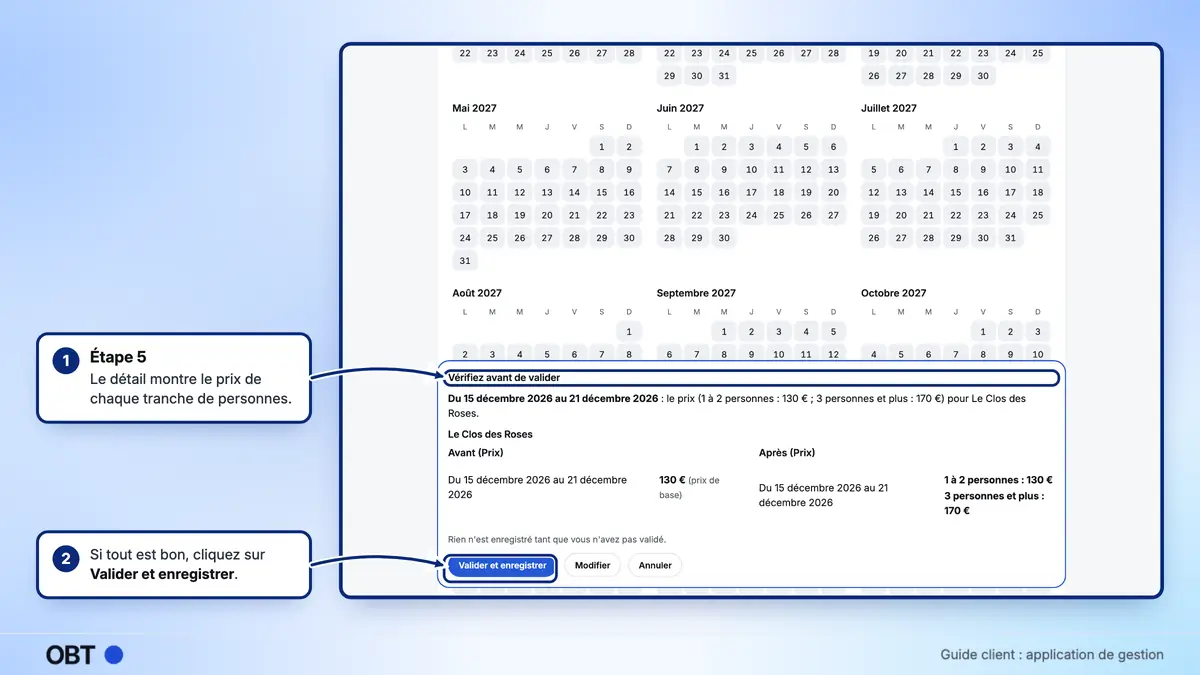 22 23 24 25 26 27 28
22 23 24 25 26 27 28
29 30 31
19 20 21 22 23 24 25
26 27 28 29 30
Mai 2027
L M M J V S D
1 2
3 4 5 6 7 8 9
10 11 12 13 14 15 16
17 18 19 20 21 22 23
24 25 26 27 28 29 30
31
Juin 2027
L M M J V S D
1 2 3 4 5 6
7 8 9 10 11 12 13
14 15 16 17 18 19 20
21 22 23 24 25 26 27
28 29 30
Juillet 2027
L M M J V S D
1 2 3 4
5 6 7 8 9 10 11
12 13 14 15 16 17 18
19 20 21 22 23 24 25
26 27 28 29 30 31
Août 2027
L M M J V S D
1
2 3 4 5 6 7 8
Septembre 2027
L M M J V S D
1 2 3 4 5
6 7 8 9 10 11 12
Octobre 2027
L M M J V S D
1 2 3
4 5 6 7 8 9 10
1
Étape 5
Le détail montre le prix de
chaque tranche de personnes.
Vérifiez avant de valider
Du 15 décembre 2026 au 21 décembre 2026 : le prix (1 à 2 personnes : 130 € ; 3 personnes et plus : 170 €) pour Le Clos des
Roses.
Le Clos des Roses
Avant (Prix)
Du 15 décembre 2026 au 21 décembre
2026
130 € (prix de
base)
Après (Prix)
Du 15 décembre 2026 au 21
décembre 2026
1 à 2 personnes : 130 €
3 personnes et plus :
170 €
Rien n'est enregistré tant que vous n'avez pas validé.
2
Si tout est bon, cliquez sur
Valider et enregistrer.
Valider et enregistrer
Modifier
Annuler
OBT
Guide client : application de gestion